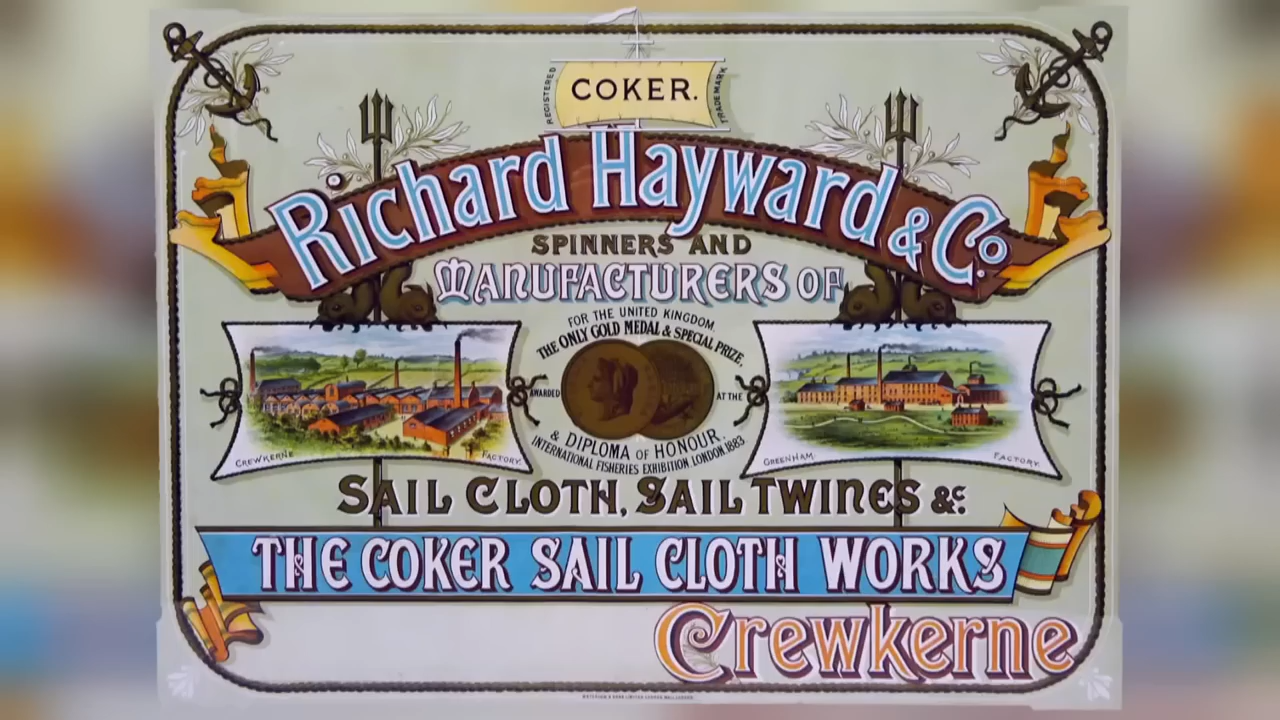 REGISTERED
COKER.
TRADE MARK
Richard Hayward & Co.
SPINNERS AND
MANUFACTURERS OF
FOR THE UNITED KINGDOM.
THE ONLY GOLD MEDAL & SPECIAL PRIZE,
AWARDED
AT THE
& DIPLOMA OF HONOUR.
INTERNATIONAL FISHERIES EXHIBITION, LONDON, 1883
CREWKERNE FACTORY.
GREENHAM. FACTORY.
SAIL CLOTH, SAIL TWINES &c.
THE COKER SAIL CLOTH WORKS
Crewkerne